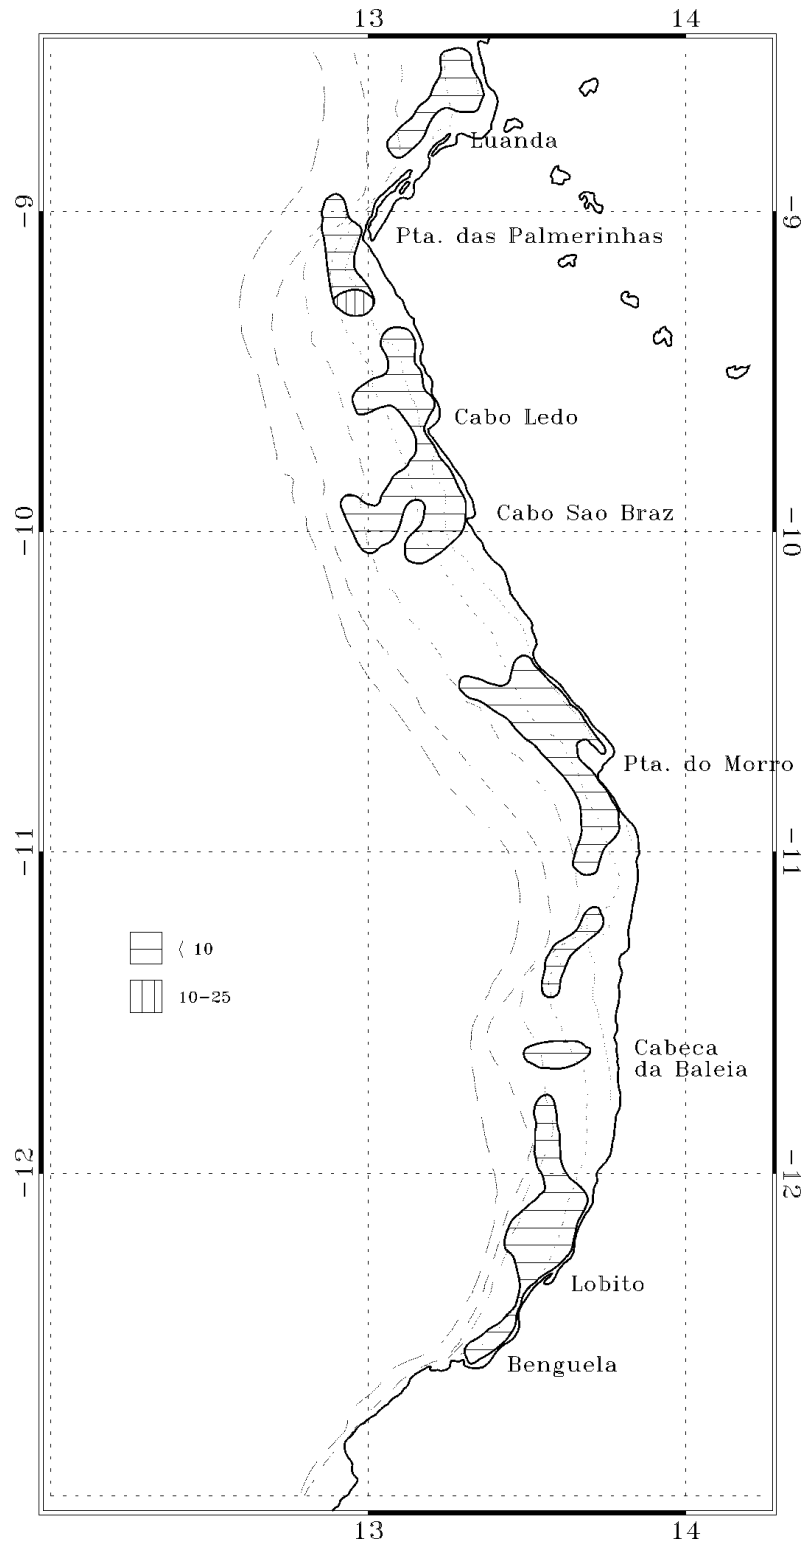 13 14
Luanda
-9 -9
Pta. das Palmerinhas
Cabo Ledo
Cabo Sao Braz
-10 -10
Pta. do Morro
-11 -11
⟨ 10
10-25
Cabeca
da Baleia
-12 -12
Lobito
Benguela
13 14